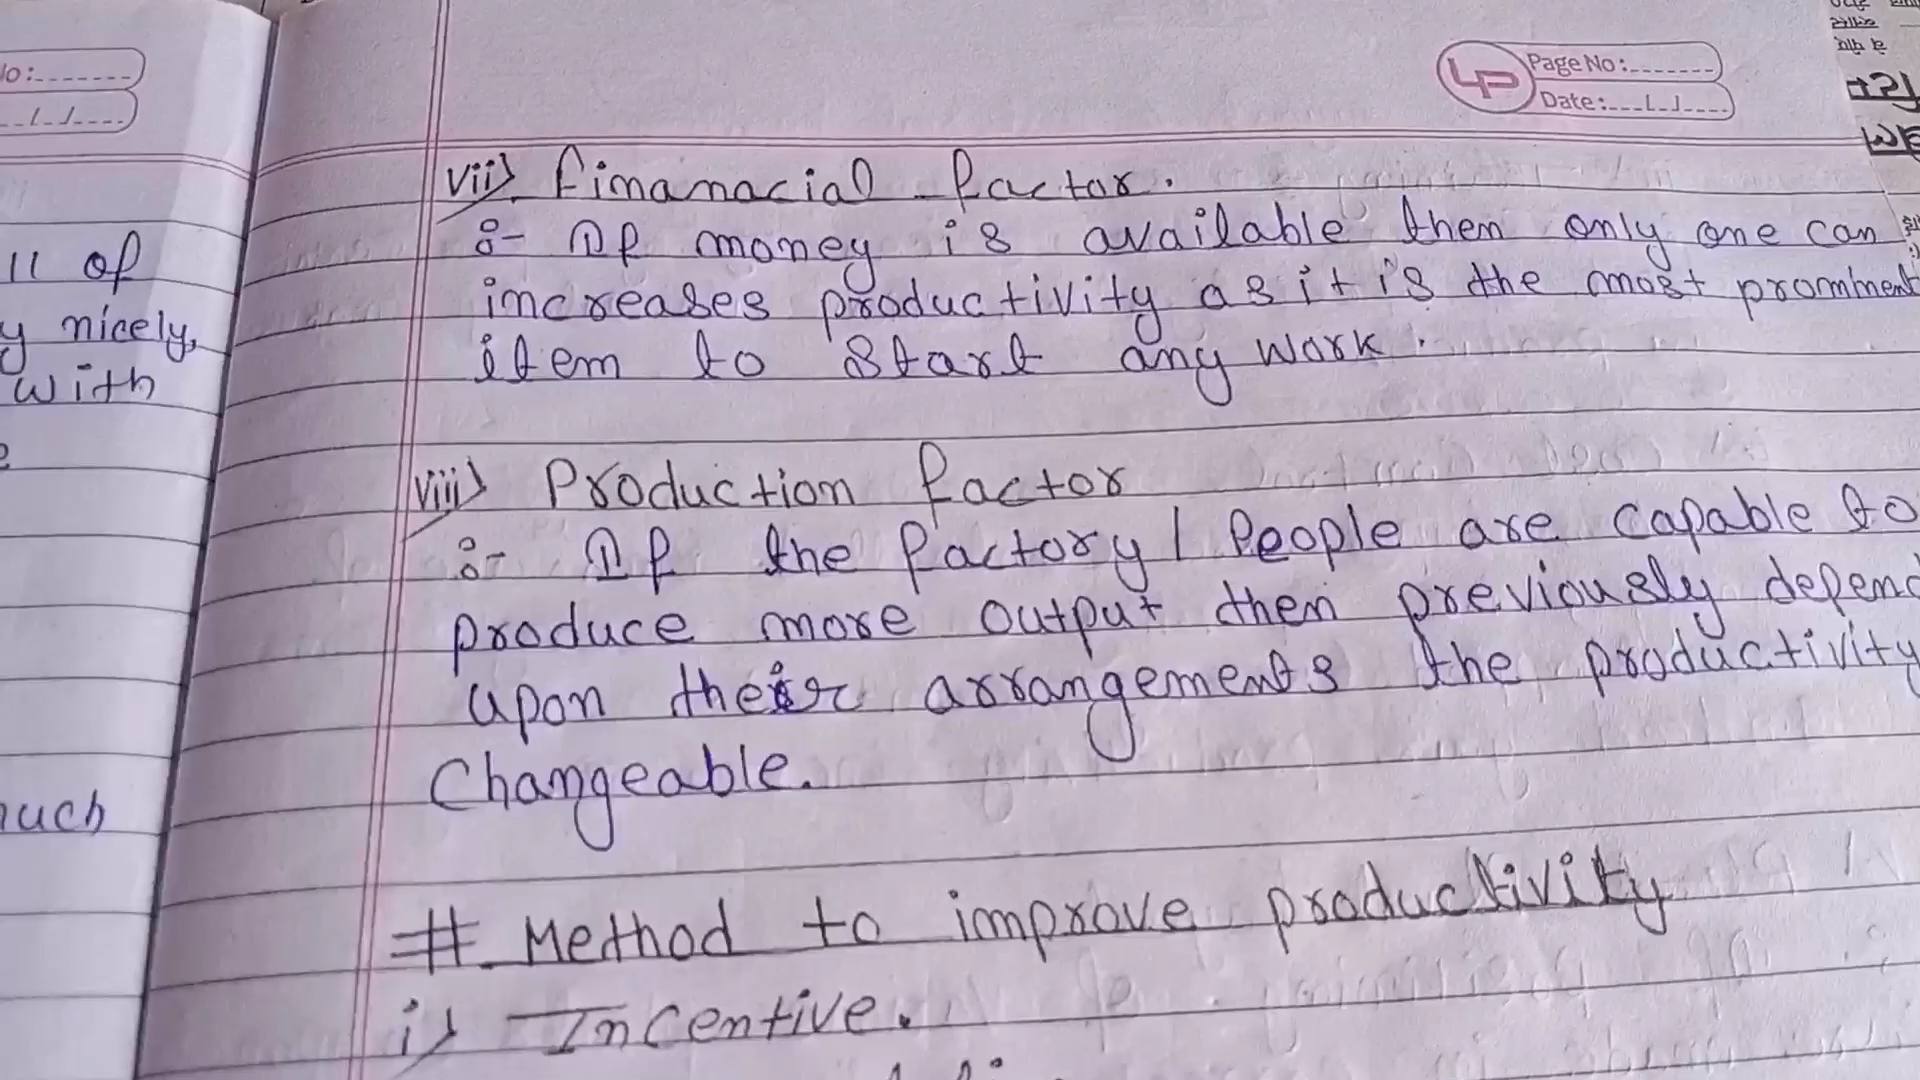 No:-------
--/-/----
ll of
y nicely,
with
e
uch
LP
Page No:-------
Date:---/-/----
vii) finamacial factor.
:- If money is available then only one can
increases productivity as it is the most prominent
item to start any work.
viii) Production factor
:- If the factory / People are capable to
produce more output then previously depend
upon their arrangements the productivity
Changeable.
# Method to improve productivity
i) Incentive.